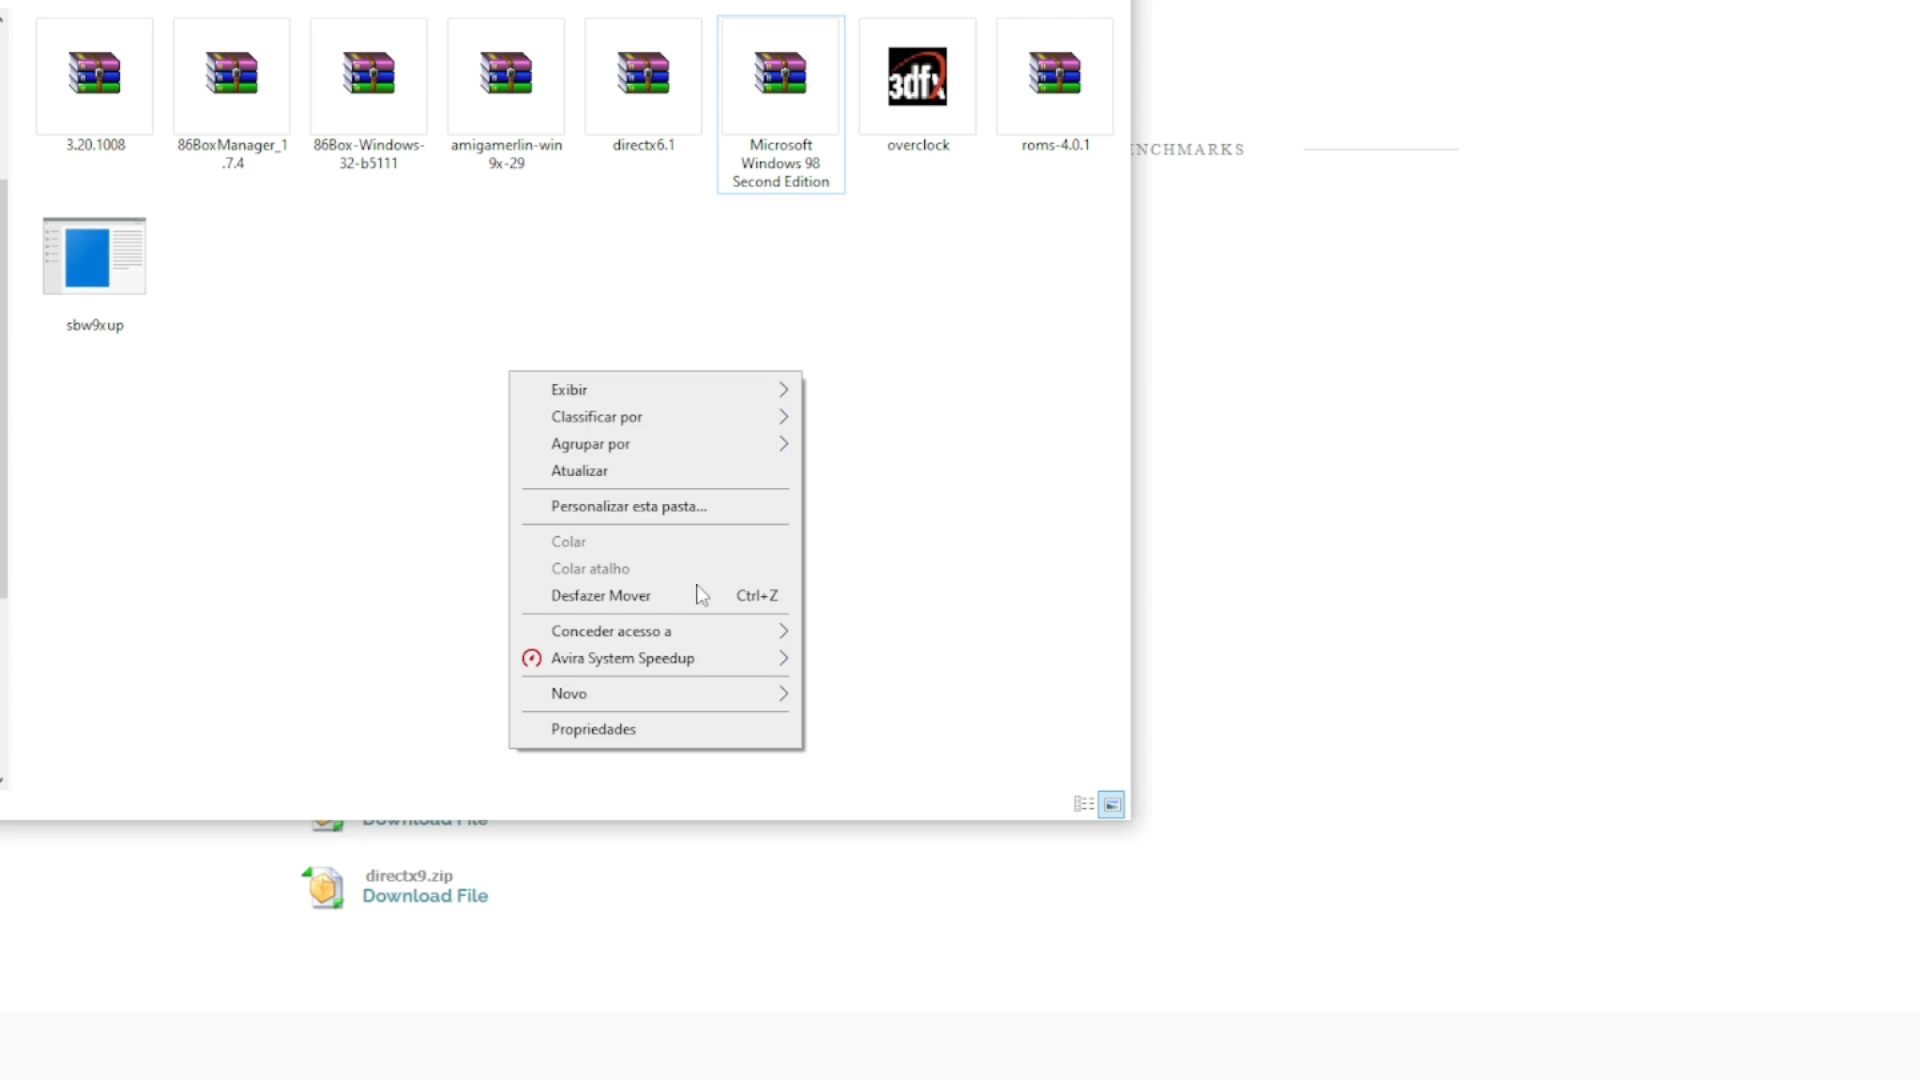 3.20.1008
86BoxManager_1
.7.4
86Box-Windows-
32-b5111
amigamerlin-win
9x-29
directx6.1
Microsoft
Windows 98
Second Edition
3dfx
overclock
roms-4.0.1
NCHMARKS
sbw9xup
Exibir
Classificar por
Agrupar por
Atualizar
Personalizar esta pasta...
Colar
Colar atalho
Desfazer Mover Ctrl+Z
Conceder acesso a
Avira System Speedup
Novo
Propriedades
Download File
directx9.zip
Download File